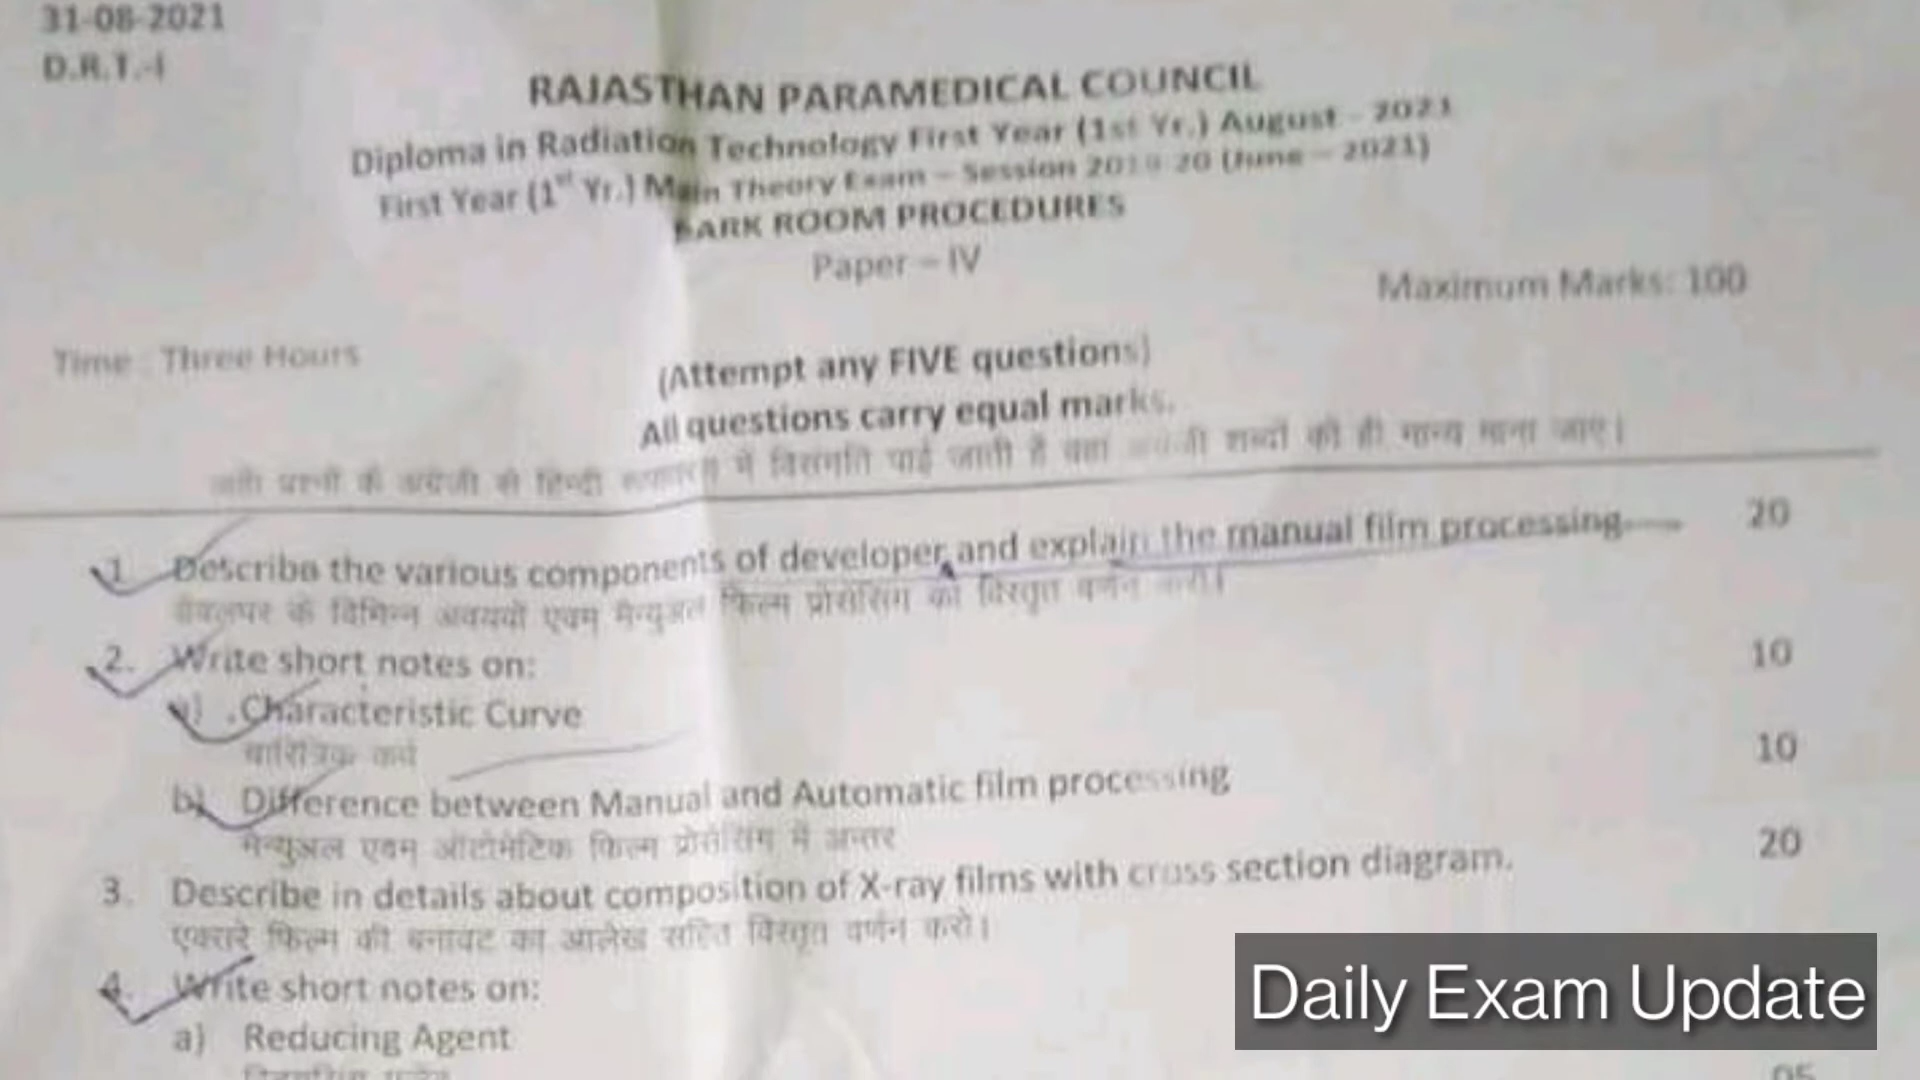 31-08-2021
D.R.T.-I
RAJASTHAN PARAMEDICAL COUNCIL
Diploma in Radiation Technology First Year (1st Yr.) August - 2021
First Year (1st Yr.) Main Theory Exam – Session 2019-20 (June – 2021)
DARK ROOM PROCEDURES
Paper – IV
Maximum Marks: 100
Time : Three Hours
(Attempt any FIVE questions)
All questions carry equal marks.
प्रश्नों के अंग्रेजी से हिन्दी में विसंगति पाई जाती है वहां शब्दों को ही मान्य माना जाए।
1. Describe the various components of developer and explain the manual film processing 20
के विभिन्न अवयवों एवम् मैन्युअल फिल्म प्रोसेसिंग का विस्तृत वर्णन करो।
2. Write short notes on: 10
a) Characteristic Curve
चारित्रिक कर्व
b) Difference between Manual and Automatic film processing 10
मैन्युअल एवम् ऑटोमेटिक फिल्म प्रोसेसिंग में अन्तर
3. Describe in details about composition of X-ray films with cross section diagram. 20
एक्सरे फिल्म की बनावट का आलेख सहित विस्तृत वर्णन करो।
4. Write short notes on:
a) Reducing Agent
05
Daily Exam Update